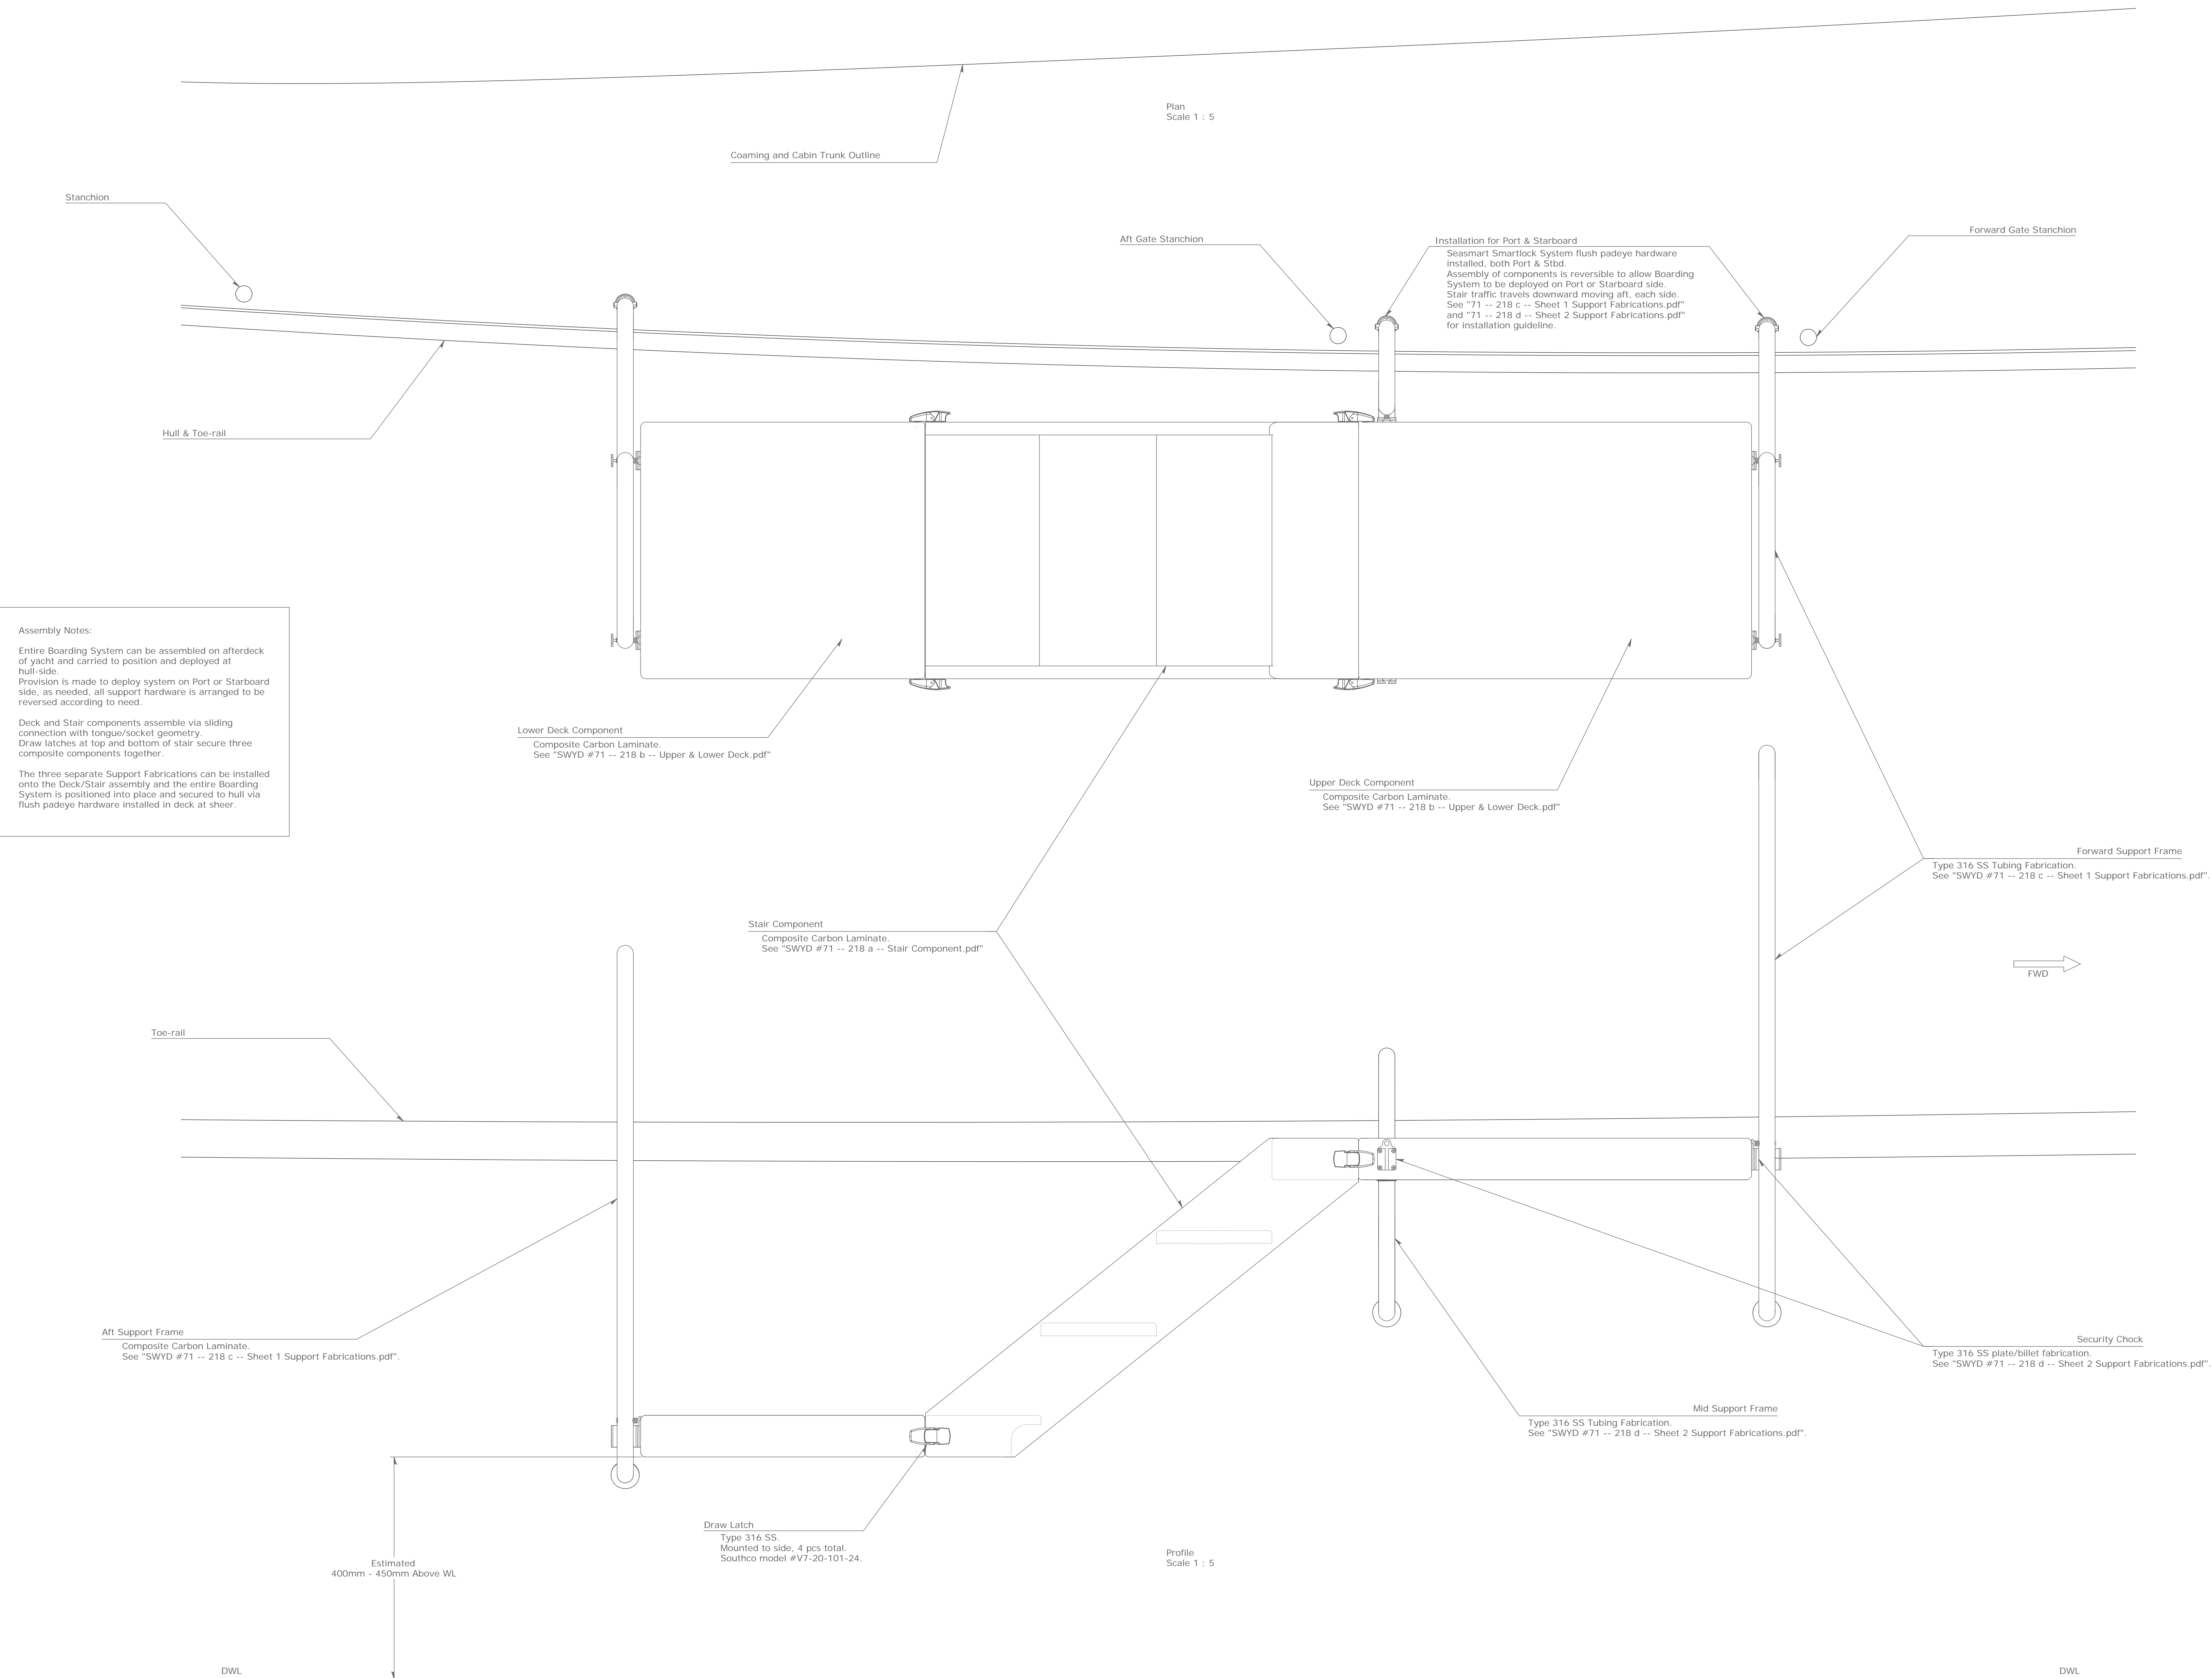 Plan
Scale 1 : 5
Coaming and Cabin Trunk Outline
Stanchion
Aft Gate Stanchion
Installation for Port & Starboard
Seasmart Smartlock System flush padeye hardware
installed, both Port & Stbd.
Assembly of components is reversible to allow Boarding
System to be deployed on Port or Starboard side.
Stair traffic travels downward moving aft, each side.
See "71 -- 218 c -- Sheet 1 Support Fabrications.pdf"
and "71 -- 218 d -- Sheet 2 Support Fabrications.pdf"
for installation guideline.
Forward Gate Stanchion
Hull & Toe-rail
Assembly Notes:
Entire Boarding System can be assembled on afterdeck
of yacht and carried to position and deployed at
hull-side.
Provision is made to deploy system on Port or Starboard
side, as needed, all support hardware is arranged to be
reversed according to need.
Deck and Stair components assemble via sliding
connection with tongue/socket geometry.
Draw latches at top and bottom of stair secure three
composite components together.
The three separate Support Fabrications can be installed
onto the Deck/Stair assembly and the entire Boarding
System is positioned into place and secured to hull via
flush padeye hardware installed in deck at sheer.
Lower Deck Component
Composite Carbon Laminate.
See "SWYD #71 -- 218 b -- Upper & Lower Deck.pdf"
Upper Deck Component
Composite Carbon Laminate.
See "SWYD #71 -- 218 b -- Upper & Lower Deck.pdf"
Forward Support Frame
Type 316 SS Tubing Fabrication.
See "SWYD #71 -- 218 c -- Sheet 1 Support Fabrications.pdf".
Stair Component
Composite Carbon Laminate.
See "SWYD #71 -- 218 a -- Stair Component.pdf"
FWD
Toe-rail
Aft Support Frame
Composite Carbon Laminate.
See "SWYD #71 -- 218 c -- Sheet 1 Support Fabrications.pdf".
Security Chock
Type 316 SS plate/billet fabrication.
See "SWYD #71 -- 218 d -- Sheet 2 Support Fabrications.pdf".
Mid Support Frame
Type 316 SS Tubing Fabrication.
See "SWYD #71 -- 218 d -- Sheet 2 Support Fabrications.pdf".
Draw Latch
Type 316 SS.
Mounted to side, 4 pcs total.
Southco model #V7-20-101-24.
Profile
Scale 1 : 5
Estimated
400mm - 450mm Above WL
DWL
DWL